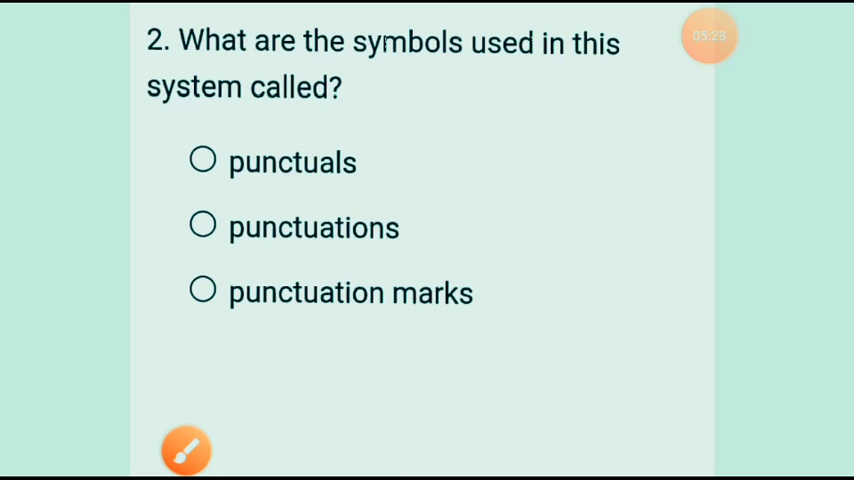 2. What are the symbols used in this
05:28
system called?
punctuals
punctuations
punctuation marks